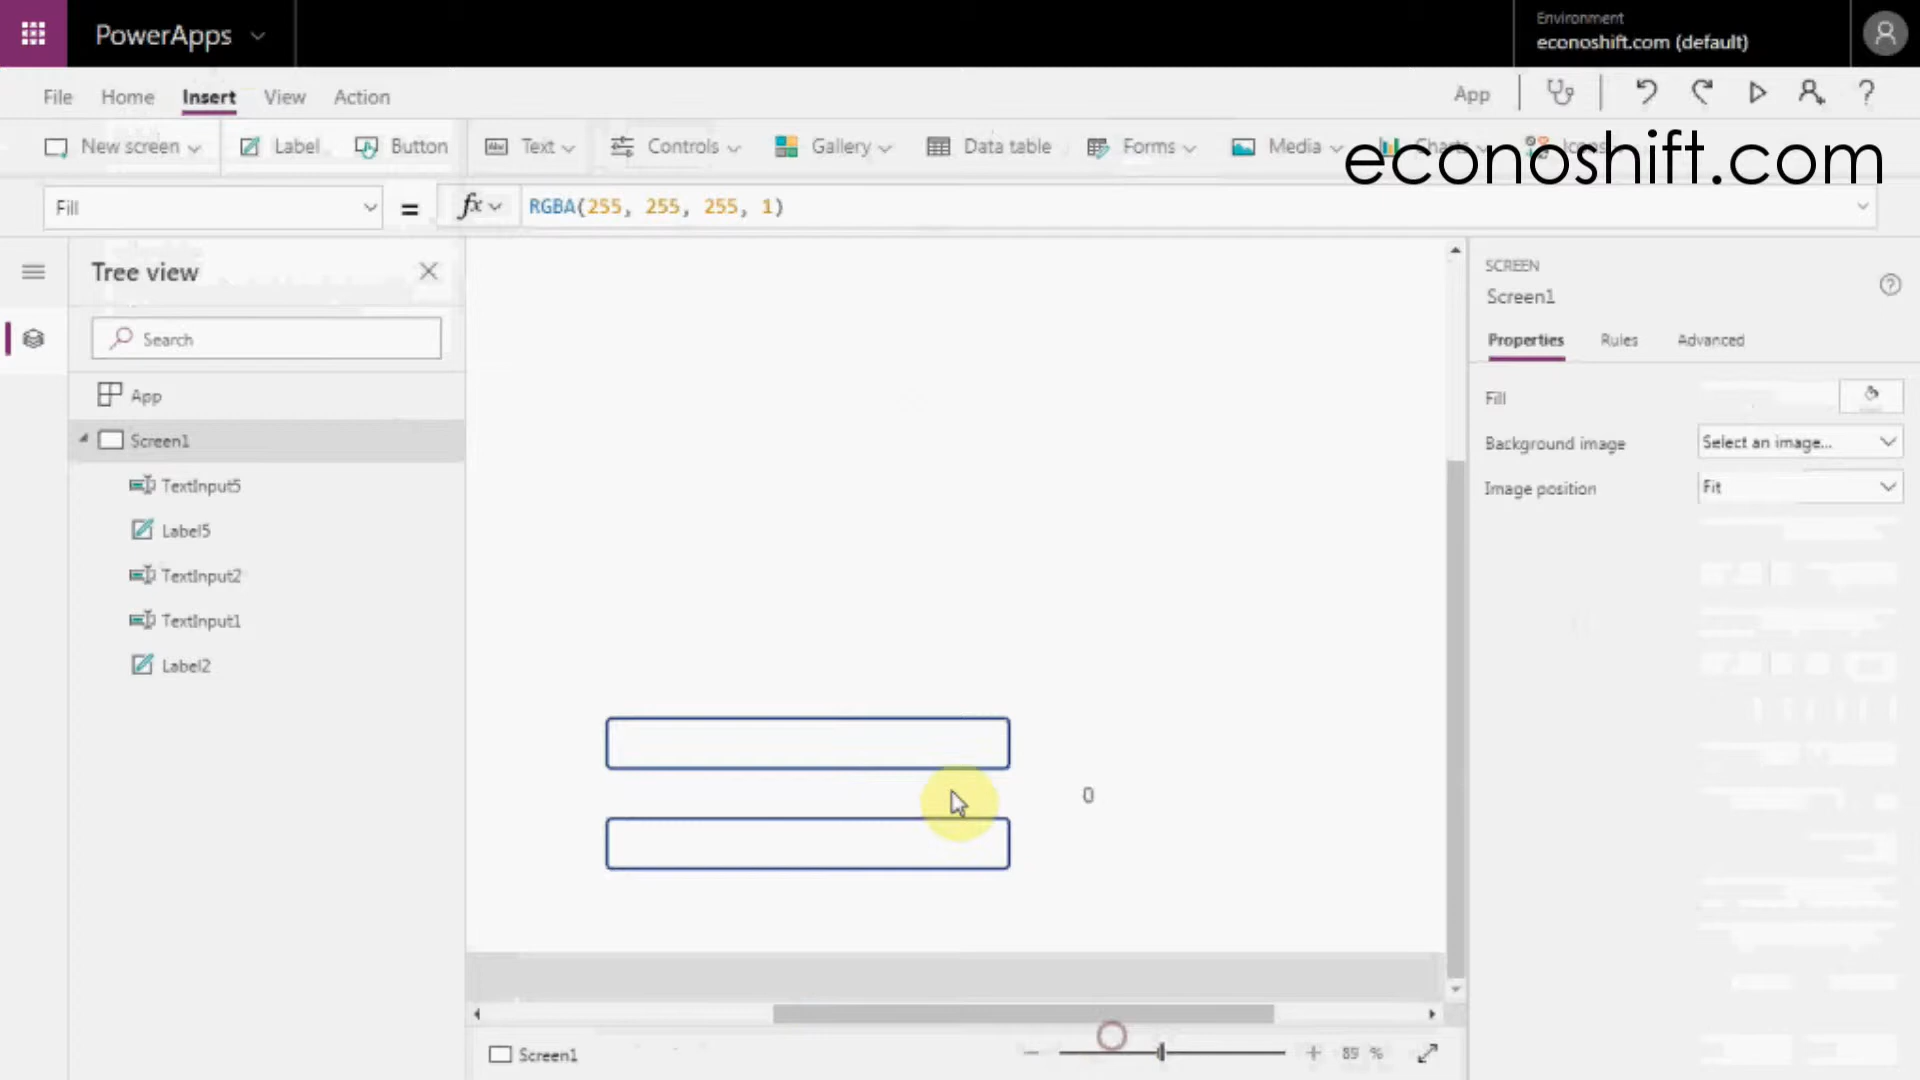 PowerApps
Environment
econoshift.com (default)
File Home Insert View Action
App
New screen Label Button Text Controls Gallery Data table Forms Media Charts Icons
econoshift.com
Fill = fx RGBA(255, 255, 255, 1)
Tree view
Search
App
Screen1
TextInput5
Label5
TextInput2
TextInput1
Label2
0
SCREEN
Screen1
Properties Rules Advanced
Fill
Background image Select an image...
Image position Fit
Screen1
89 %